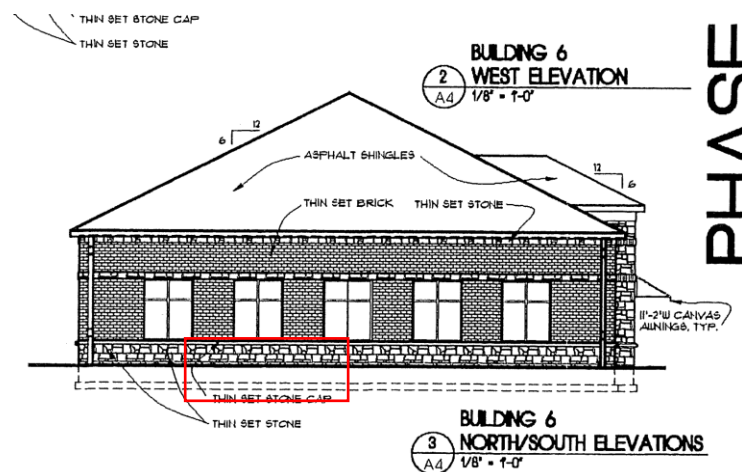 THIN SET STONE CAP
THIN SET STONE
BUILDING 6
2 WEST ELEVATION
A4 1/8" = 1'-0"
PHASE
12
6
ASPHALT SHINGLES
12
6
THIN SET BRICK THIN SET STONE
11'-2"W CANVAS
AWNINGS, TYP.
THIN SET STONE CAP
THIN SET STONE
BUILDING 6
3 NORTH/SOUTH ELEVATIONS
A4 1/8" = 1'-0"